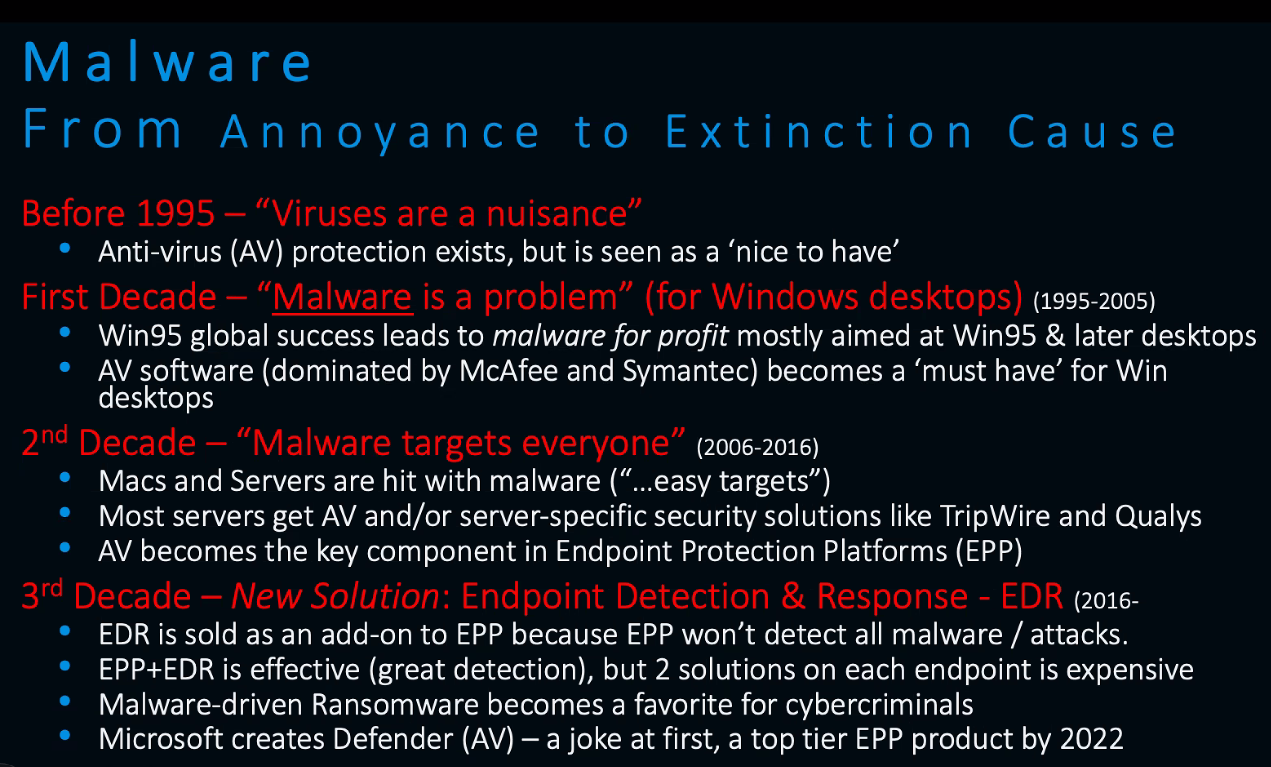 Malware
From Annoyance to Extinction Cause
Before 1995 – “Viruses are a nuisance”
• Anti-virus (AV) protection exists, but is seen as a ‘nice to have’
First Decade – “Malware is a problem” (for Windows desktops) (1995-2005)
• Win95 global success leads to malware for profit mostly aimed at Win95 & later desktops
• AV software (dominated by McAfee and Symantec) becomes a ‘must have’ for Win
desktops
2nd Decade – “Malware targets everyone” (2006-2016)
• Macs and Servers are hit with malware (“...easy targets”)
• Most servers get AV and/or server-specific security solutions like TripWire and Qualys
• AV becomes the key component in Endpoint Protection Platforms (EPP)
3rd Decade – New Solution: Endpoint Detection & Response - EDR (2016-
• EDR is sold as an add-on to EPP because EPP won’t detect all malware / attacks.
• EPP+EDR is effective (great detection), but 2 solutions on each endpoint is expensive
• Malware-driven Ransomware becomes a favorite for cybercriminals
• Microsoft creates Defender (AV) – a joke at first, a top tier EPP product by 2022